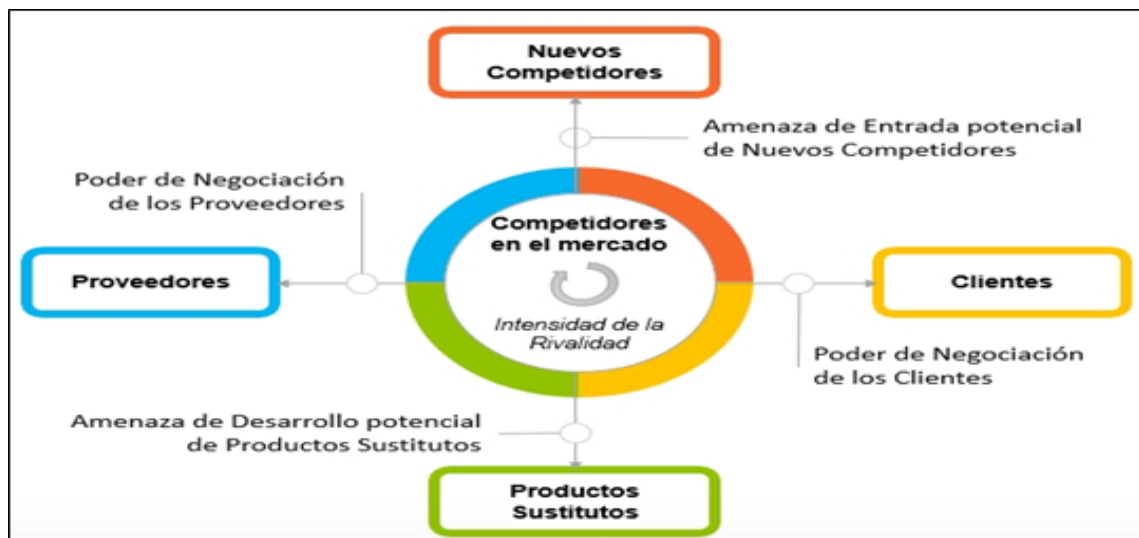 Nuevos
Competidores
Amenaza de Entrada potencial
de Nuevos Competidores
Poder de Negociación
de los Proveedores
Competidores
en el mercado
Proveedores
Clientes
Intensidad de la
Rivalidad
Poder de Negociación
de los Clientes
Amenaza de Desarrollo potencial
de Productos Sustitutos
Productos
Sustitutos